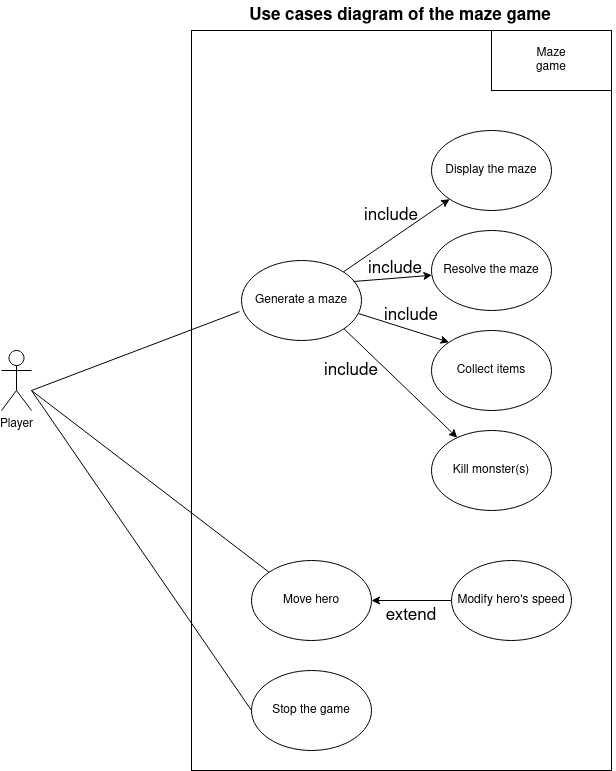 Use cases diagram of the maze game
Maze
game
Display the maze
include
Resolve the maze
include
Generate a maze
include
Collect items
include
Player
Kill monster(s)
Move hero
Modify hero's speed
extend
Stop the game